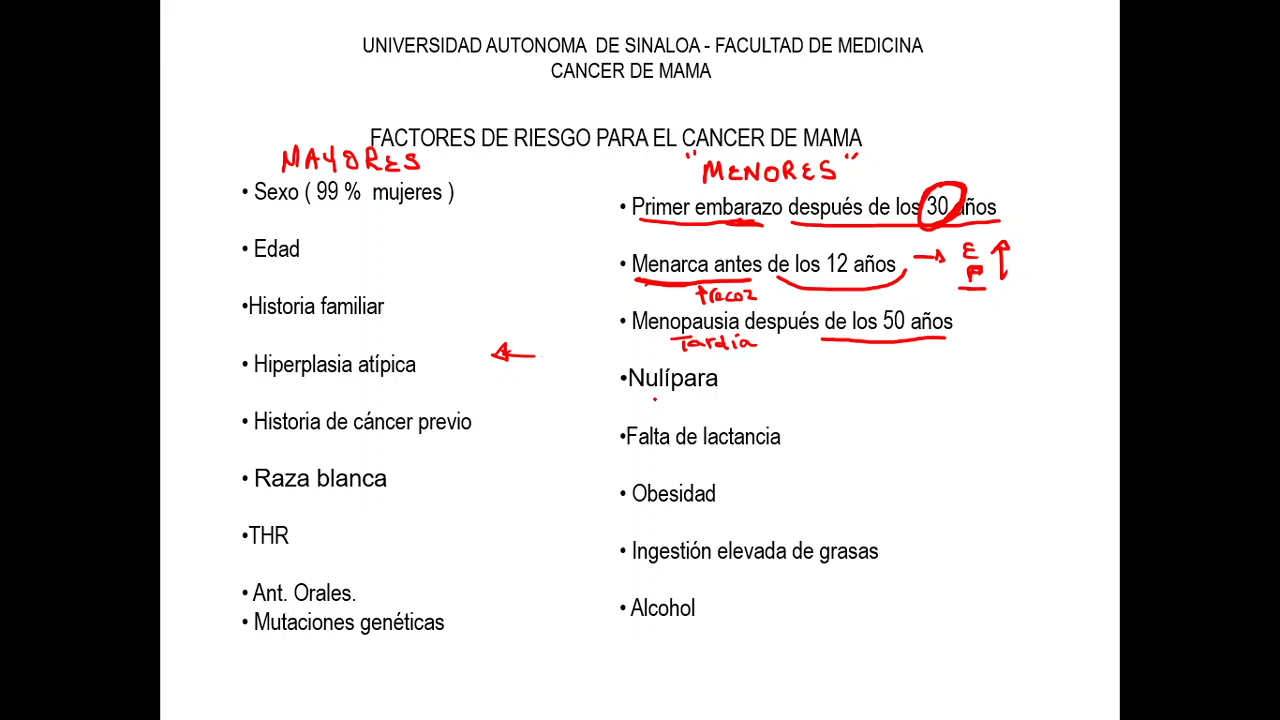 UNIVERSIDAD AUTONOMA DE SINALOA - FACULTAD DE MEDICINA
CANCER DE MAMA
FACTORES DE RIESGO PARA EL CANCER DE MAMA
MAYORES
• Sexo ( 99 % mujeres )
• Edad
•Historia familiar
• Hiperplasia atípica
• Historia de cáncer previo
• Raza blanca
•THR
• Ant. Orales.
• Mutaciones genéticas
"MENORES"
• Primer embarazo después de los 30 años
• Menarca antes de los 12 años → E ↑
P
Precoz
• Menopausia después de los 50 años
Tardía
•Nulípara
•Falta de lactancia
• Obesidad
• Ingestión elevada de grasas
• Alcohol